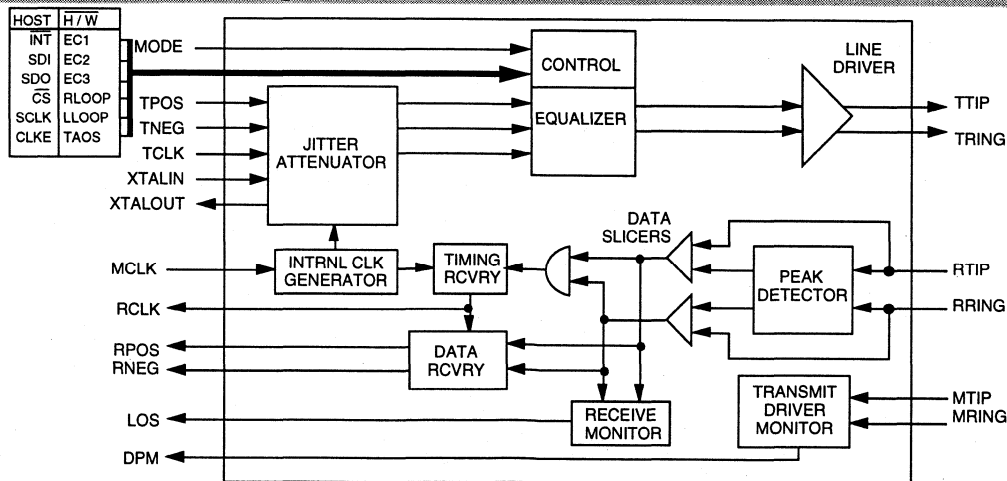 HOST H/W
INT EC1
SDI EC2
SDO EC3
CS RLOOP
SCLK LLOOP
CLKE TAOS
MODE
TPOS
TNEG
TCLK
XTALIN
XTALOUT
JITTER
ATTENUATOR
CONTROL
EQUALIZER
LINE
DRIVER
TTIP
TRING
MCLK
INTRNL CLK
GENERATOR
TIMING
RCVRY
DATA
SLICERS
PEAK
DETECTOR
RTIP
RRING
RCLK
RPOS
RNEG
DATA
RCVRY
LOS
RECEIVE
MONITOR
TRANSMIT
DRIVER
MONITOR
MTIP
MRING
DPM